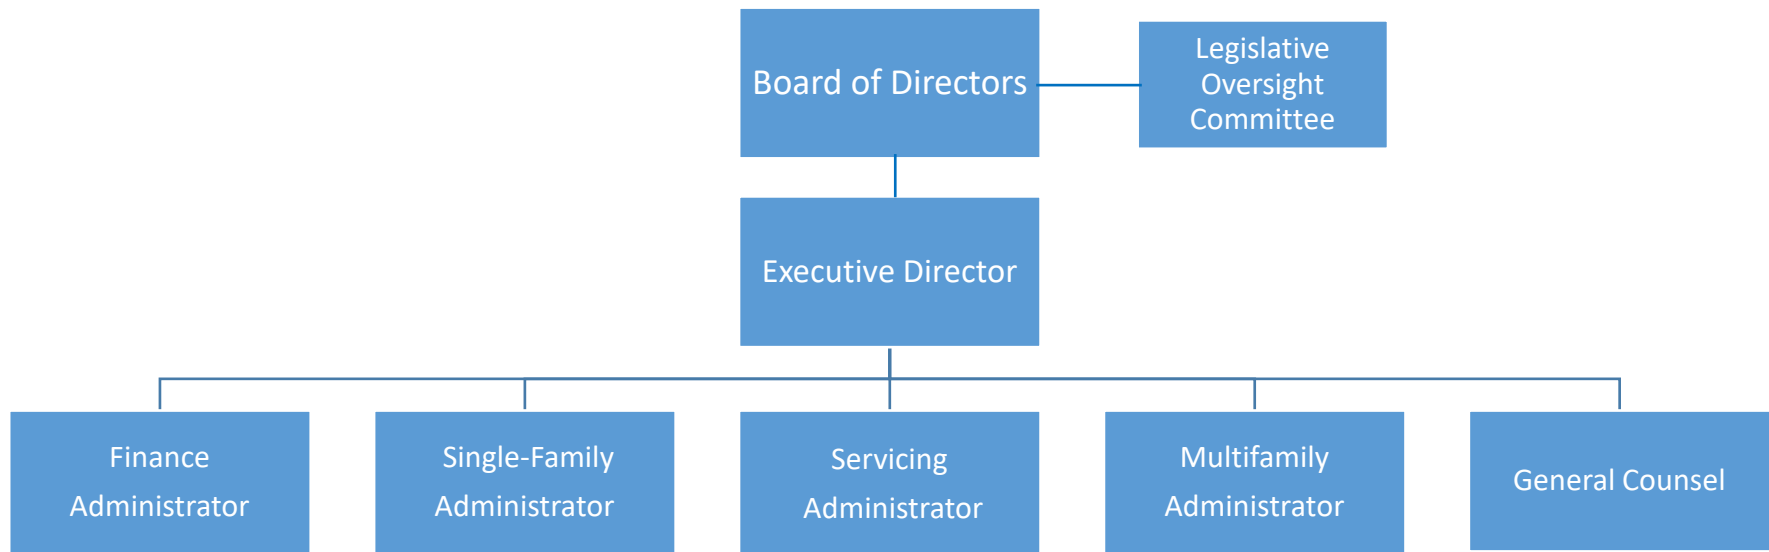 Board of Directors
Legislative
Oversight
Committee
Executive Director
Finance
Administrator
Single-Family
Administrator
Servicing
Administrator
Multifamily
Administrator
General Counsel